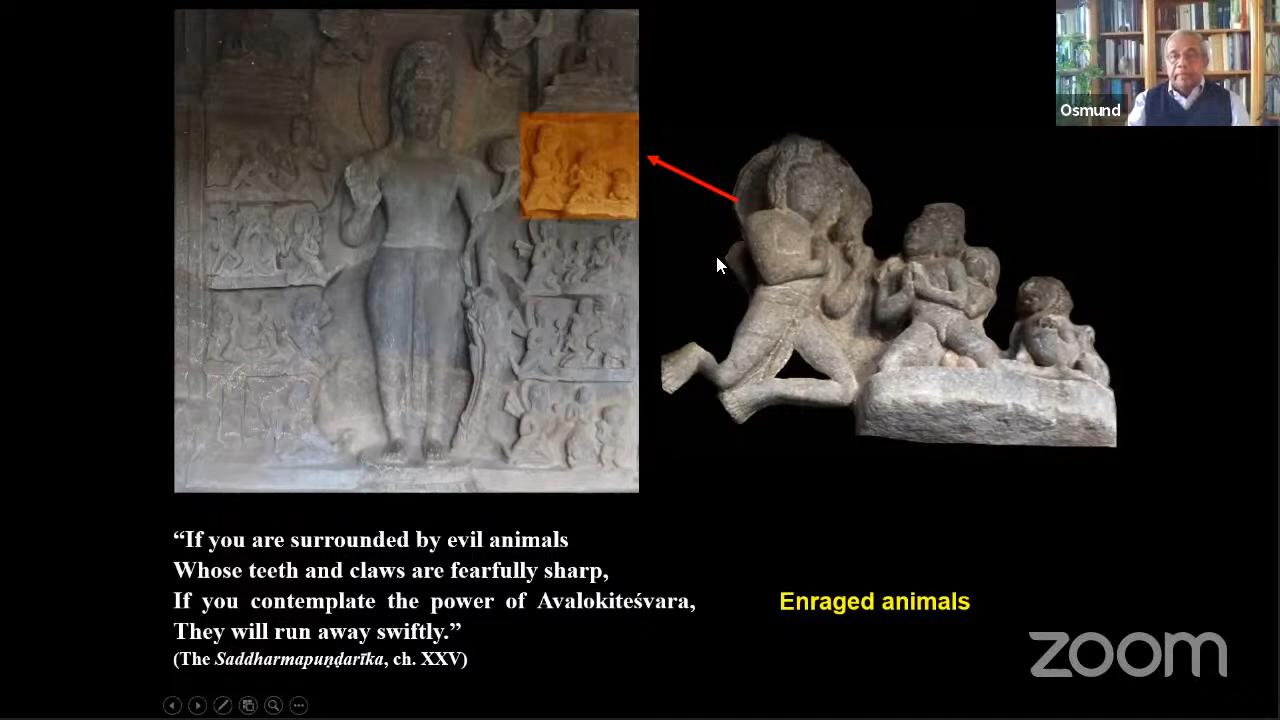 Osmund
“If you are surrounded by evil animals
Whose teeth and claws are fearfully sharp,
If you contemplate the power of Avalokiteśvara,
They will run away swiftly.”
(The Saddharmapuṇḍarīka, ch. XXV)
Enraged animals
zoom